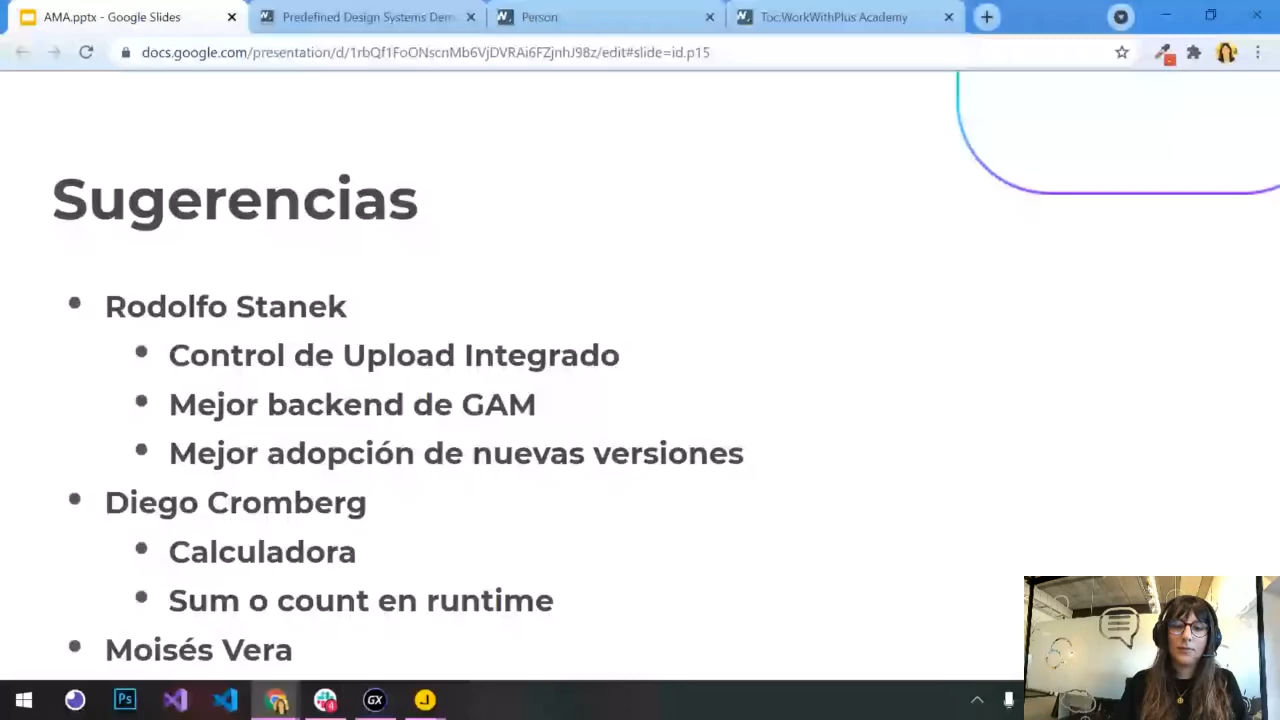 AMA.pptx - Google Slides
Predefined Design Systems Dem
Person
Toc:WorkWithPlus Academy
docs.google.com/presentation/d/1rbQf1FoONscnMb6VjDVRAi6FZjnhJ98z/edit#slide=id.p15
Sugerencias
Rodolfo Stanek
Control de Upload Integrado
Mejor backend de GAM
Mejor adopción de nuevas versiones
Diego Cromberg
Calculadora
Sum o count en runtime
Moisés Vera
Ps
GX